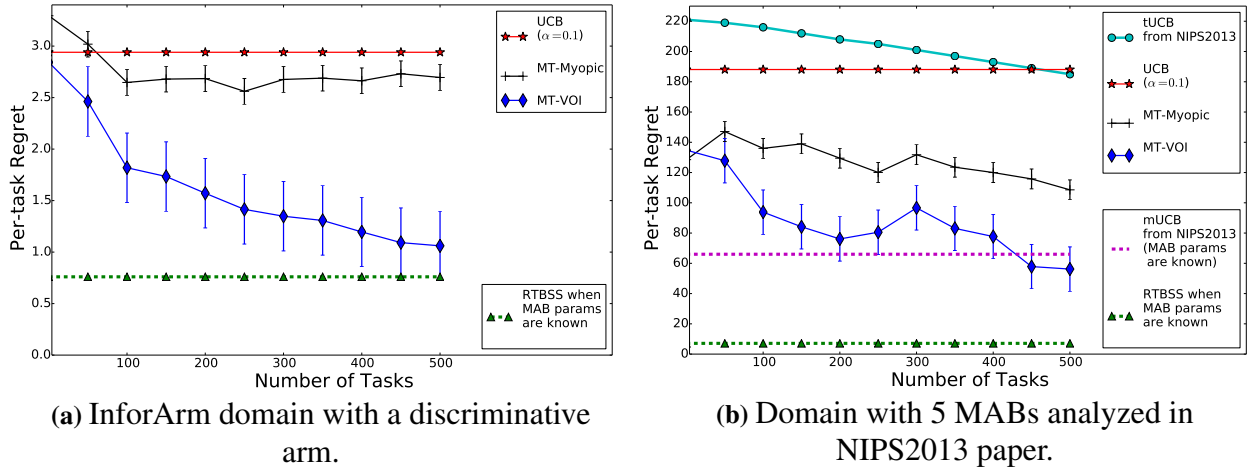 3.0
2.5
2.0
1.5
1.0
0.5
0.0
Per-task Regret
100
200
300
400
500
Number of Tasks
UCB
(α=0.1)
MT-Myopic
MT-VOI
RTBSS when
MAB params
are known
(a) InforArm domain with a discriminative
arm.
220
200
180
160
140
120
100
80
60
40
20
0
Per-task Regret
100
200
300
400
500
Number of Tasks
tUCB
from NIPS2013
UCB
(α=0.1)
MT-Myopic
MT-VOI
mUCB
from NIPS2013
(MAB params
are known)
RTBSS when
MAB params
are known
(b) Domain with 5 MABs analyzed in
NIPS2013 paper.